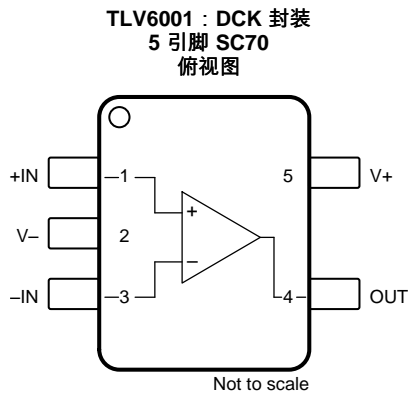 TLV6001：DCK 封装
5 引脚 SC70
俯视图
+IN
1
5
V+
+
V–
2
–IN
3
–
4
OUT
Not to scale